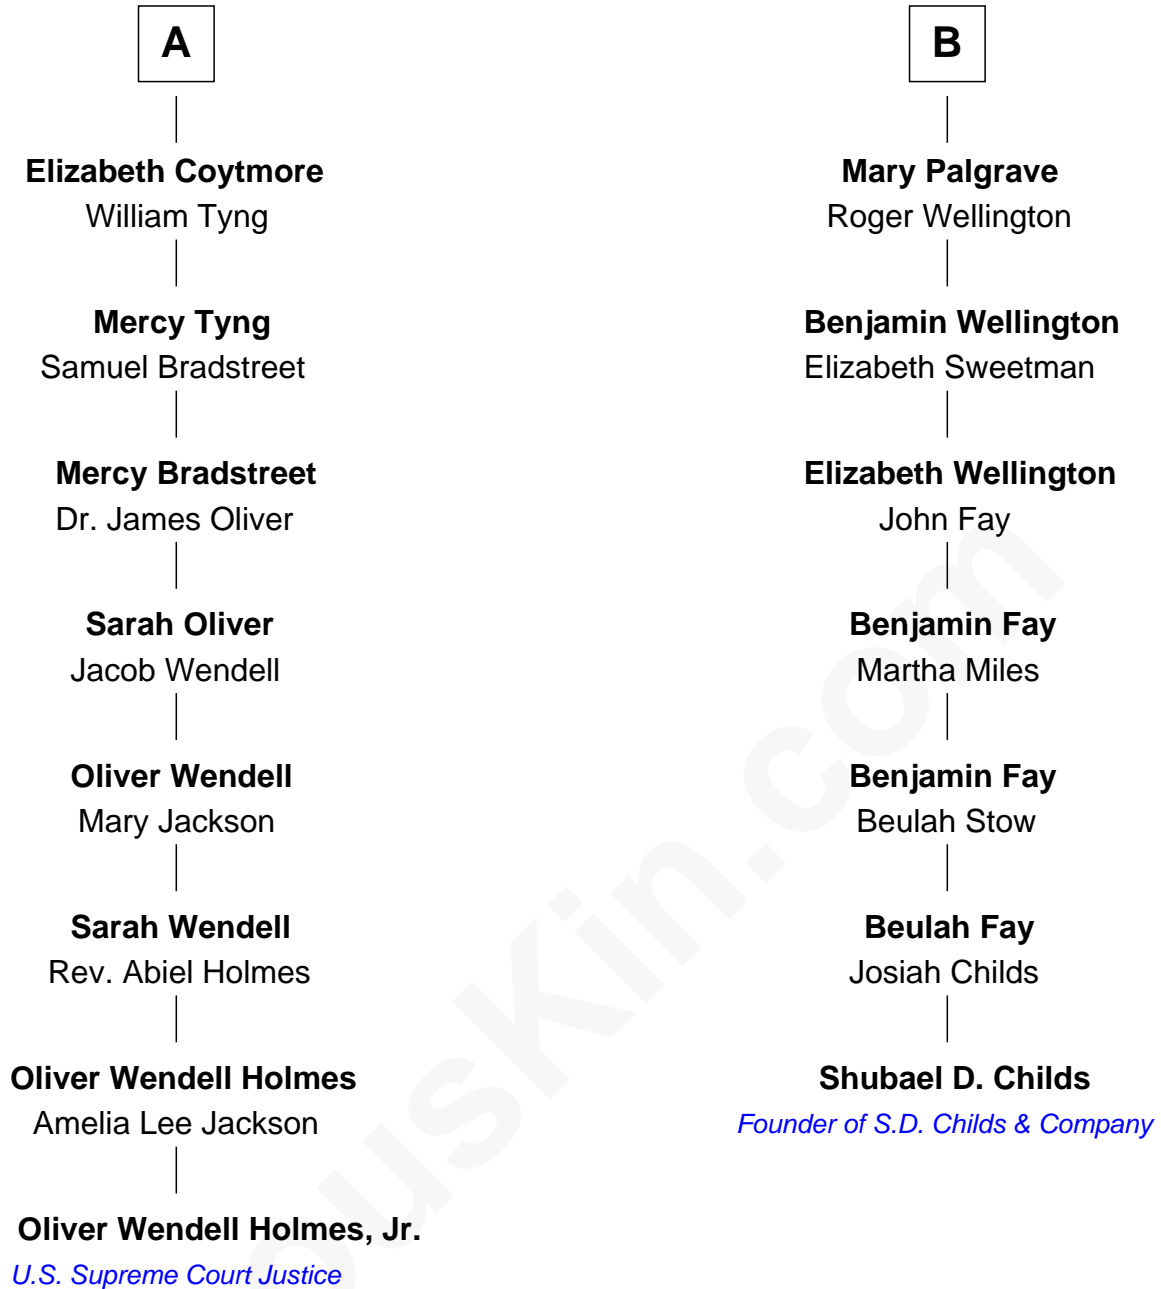 A
Elizabeth Coytmore
William Tyng
Mercy Tyng
Samuel Bradstreet
Mercy Bradstreet
Dr. James Oliver
Sarah Oliver
Jacob Wendell
Oliver Wendell
Mary Jackson
Sarah Wendell
Rev. Abiel Holmes
Oliver Wendell Holmes
Amelia Lee Jackson
Oliver Wendell Holmes, Jr.
U.S. Supreme Court Justice
B
Mary Palgrave
Roger Wellington
Benjamin Wellington
Elizabeth Sweetman
Elizabeth Wellington
John Fay
Benjamin Fay
Martha Miles
Benjamin Fay
Beulah Stow
Beulah Fay
Josiah Childs
Shubael D. Childs
Founder of S.D. Childs & Company
ousKin.com